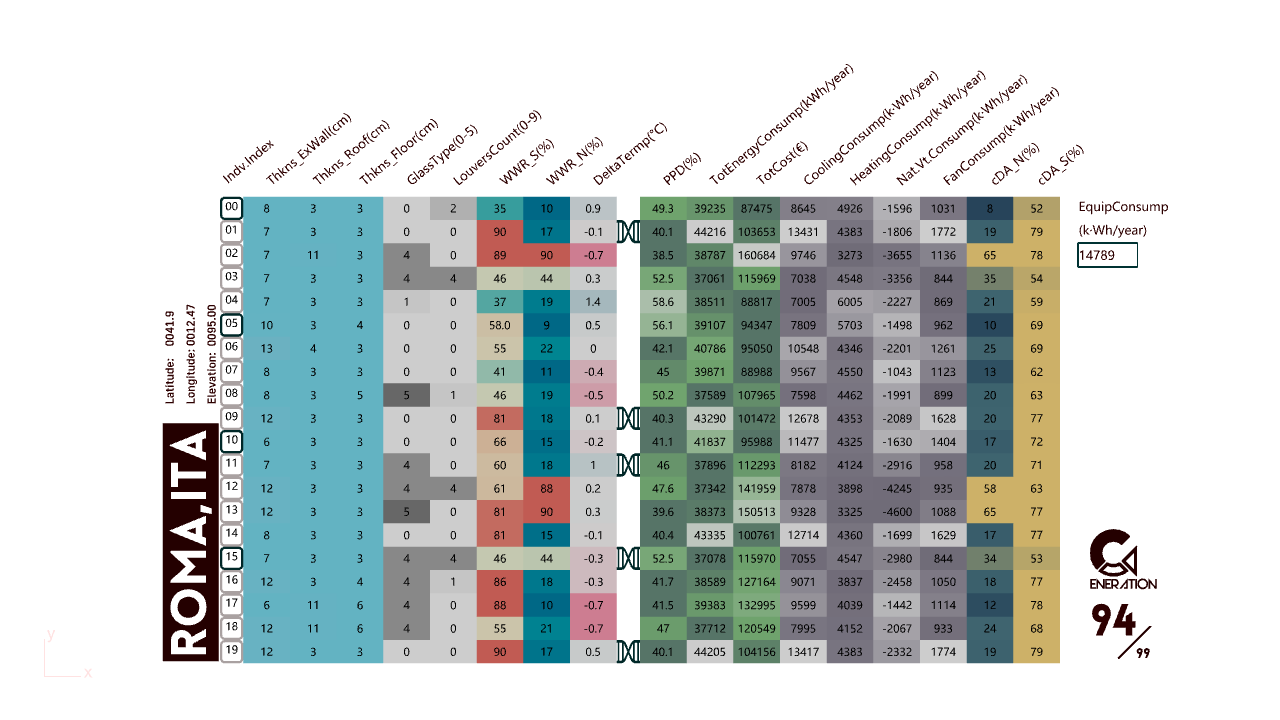 Indv.Index Thkns_ExWall(cm) Thkns_Roof(cm) Thkns_Floor(cm) GlassType(0-5) LouversCount(0-9) WWR_S(%) WWR_N(%) DeltaTermp(°C) PPD(%) TotEnergyConsump(kWh/year) TotCost(€) CoolingConsump(k·Wh/year) HeatingConsump(k·Wh/year) Nat.Vt.Consump(k·Wh/year) FanConsump(k·Wh/year) cDA_N(%) cDA_S(%)
00 8 3 3 0 2 35 10 0.9 49.3 39235 87475 8645 4926 -1596 1031 8 52
01 7 3 3 0 0 90 17 -0.1 40.1 44216 103653 13431 4383 -1806 1772 19 79
02 7 11 3 4 0 89 90 -0.7 38.5 38787 160684 9746 3273 -3655 1136 65 78
03 7 3 3 4 4 46 44 0.3 52.5 37061 115969 7038 4548 -3356 844 35 54
04 7 3 3 1 0 37 19 1.4 58.6 38511 88817 7005 6005 -2227 869 21 59
05 10 3 4 0 0 58.0 9 0.5 56.1 39107 94347 7809 5703 -1498 962 10 69
06 13 4 3 0 0 55 22 0 42.1 40786 95050 10548 4346 -2201 1261 25 69
07 8 3 3 0 0 41 11 -0.4 45 39871 88988 9567 4550 -1043 1123 13 62
08 8 3 5 5 1 46 19 -0.5 50.2 37589 107965 7598 4462 -1991 899 20 63
09 12 3 3 0 0 81 18 0.1 40.3 43290 101472 12678 4353 -2089 1628 20 77
10 6 3 3 0 0 66 15 -0.2 41.1 41837 95988 11477 4325 -1630 1404 17 72
11 7 3 3 4 0 60 18 1 46 37896 112293 8182 4124 -2916 958 20 71
12 12 3 3 4 4 61 88 0.2 47.6 37342 141959 7878 3898 -4245 935 58 63
13 12 3 3 5 0 81 90 0.3 39.6 38373 150513 9328 3325 -4600 1088 65 77
14 8 3 3 0 0 81 15 -0.1 40.4 43335 100761 12714 4360 -1699 1629 17 77
15 7 3 3 4 4 46 44 -0.3 52.5 37078 115970 7055 4547 -2980 844 34 53
16 12 3 4 4 1 86 18 -0.3 41.7 38589 127164 9071 3837 -2458 1050 18 77
17 6 11 6 4 0 88 10 -0.7 41.5 39383 132995 9599 4039 -1442 1114 12 78
18 12 11 6 4 0 55 21 -0.7 47 37712 120549 7995 4152 -2067 933 24 68
19 12 3 3 0 0 90 17 0.5 40.1 44205 104156 13417 4383 -2332 1774 19 79
Latitude: 0041.9
Longitude: 0012.47
Elevation: 0095.00
ROMA,ITA
EquipConsump
(k·Wh/year)
14789
ENERATION
94/99
y
x